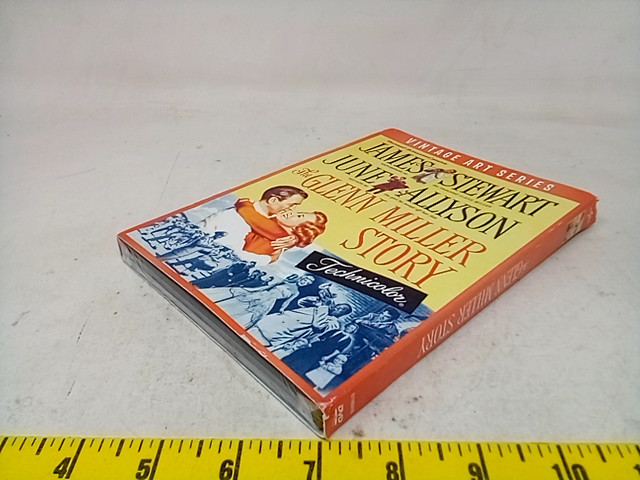 VINTAGE ART SERIES
JAMES STEWART
JUNE ALLYSON
The
GLENN MILLER
STORY
Technicolor®
GLENN MILLER STORY
DVD
4 5 6 7 8 9 10